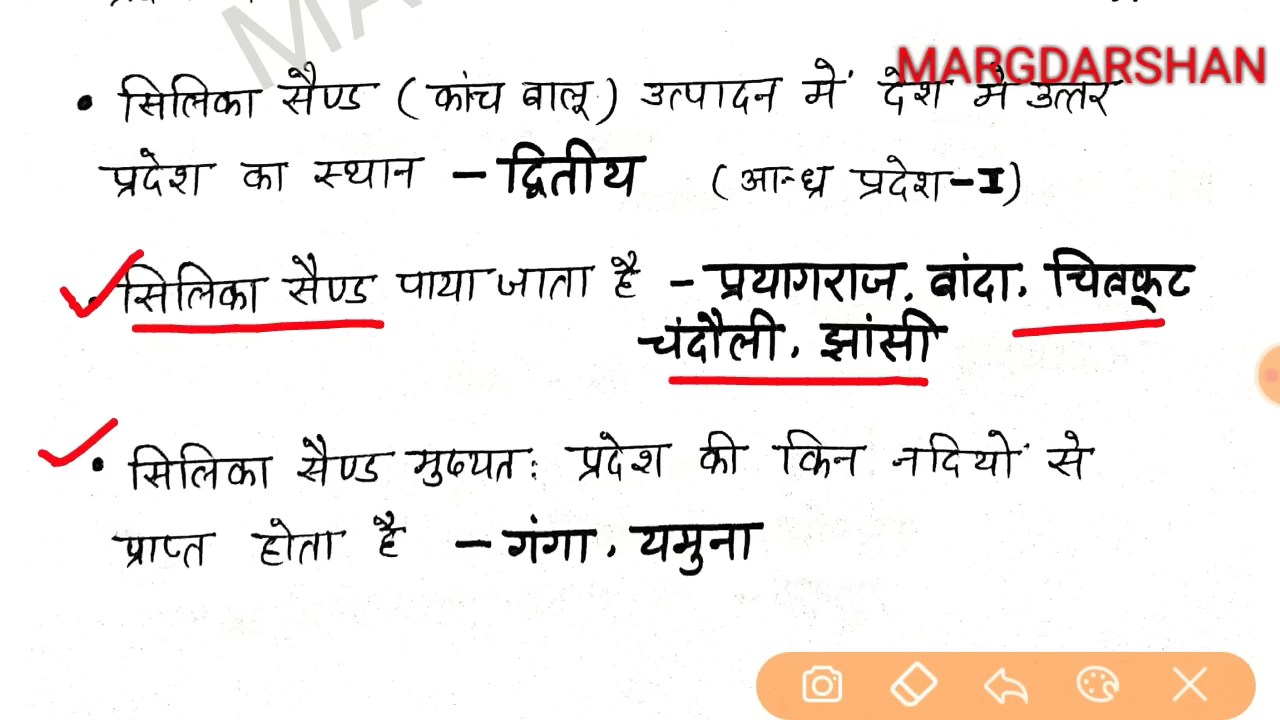 MARGDARSHAN
• सिलिका सैण्ड (कांच बालू) उत्पादन में देश में उत्तर
प्रदेश का स्थान – द्वितीय (आन्ध्र प्रदेश-I)
• सिलिका सैण्ड पाया जाता है – प्रयागराज, बांदा, चित्रकूट
चंदौली, झांसी
• सिलिका सैण्ड मुख्यत: प्रदेश की किन नदियों से
प्राप्त होता है – गंगा, यमुना